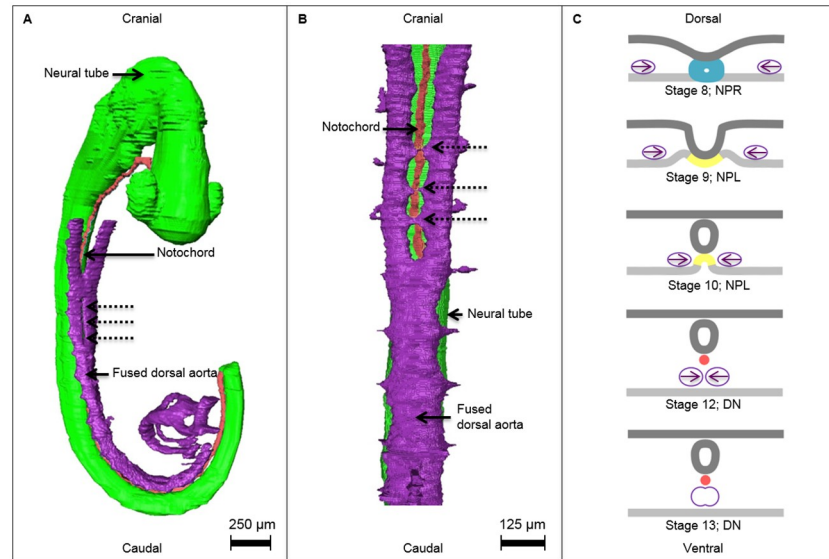 A
Cranial
Neural tube
Notochord
Fused dorsal aorta
250 µm
Caudal
B
Cranial
Notochord
Neural tube
Fused
dorsal aorta
125 µm
Caudal
C
Dorsal
Stage 8; NPR
Stage 9; NPL
Stage 10; NPL
Stage 12; DN
Stage 13; DN
Ventral